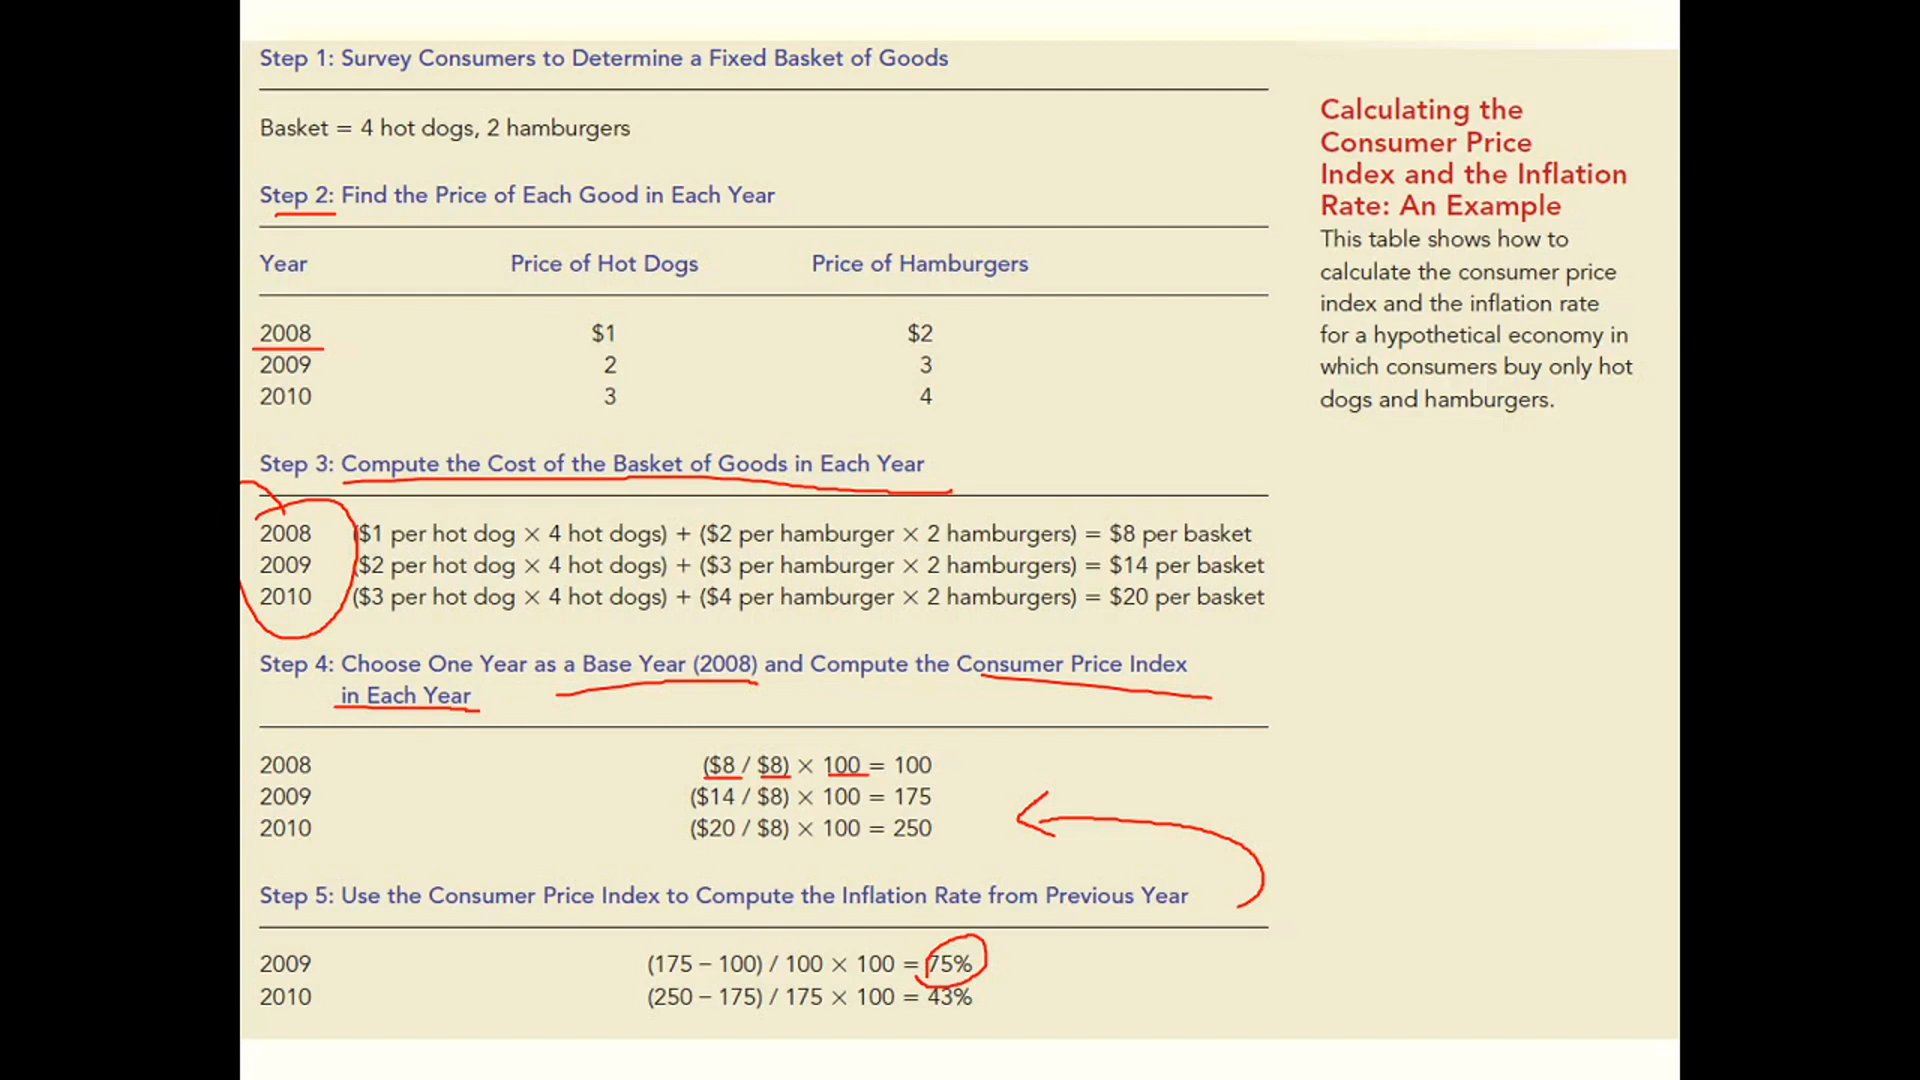 Step 1: Survey Consumers to Determine a Fixed Basket of Goods
Basket = 4 hot dogs, 2 hamburgers
Step 2: Find the Price of Each Good in Each Year
Year Price of Hot Dogs Price of Hamburgers
2008 $1 $2
2009 2 3
2010 3 4
Step 3: Compute the Cost of the Basket of Goods in Each Year
2008 ($1 per hot dog × 4 hot dogs) + ($2 per hamburger × 2 hamburgers) = $8 per basket
2009 ($2 per hot dog × 4 hot dogs) + ($3 per hamburger × 2 hamburgers) = $14 per basket
2010 ($3 per hot dog × 4 hot dogs) + ($4 per hamburger × 2 hamburgers) = $20 per basket
Step 4: Choose One Year as a Base Year (2008) and Compute the Consumer Price Index
in Each Year
2008 ($8 / $8) × 100 = 100
2009 ($14 / $8) × 100 = 175
2010 ($20 / $8) × 100 = 250
Step 5: Use the Consumer Price Index to Compute the Inflation Rate from Previous Year
2009 (175 – 100) / 100 × 100 = 75%
2010 (250 – 175) / 175 × 100 = 43%
Calculating the
Consumer Price
Index and the Inflation
Rate: An Example
This table shows how to
calculate the consumer price
index and the inflation rate
for a hypothetical economy in
which consumers buy only hot
dogs and hamburgers.